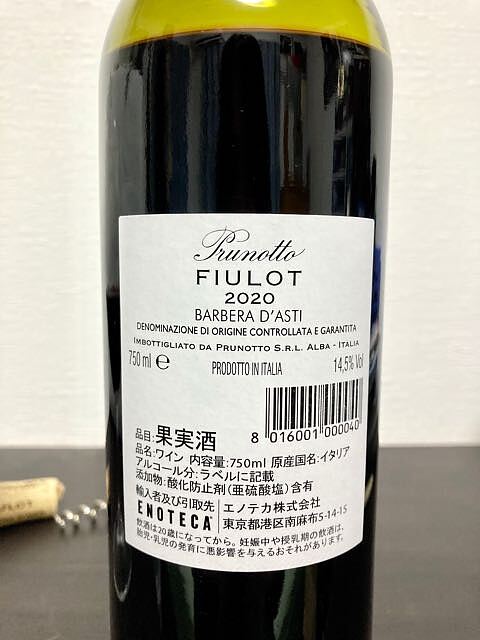 Prunotto
FIULOT
2020
BARBERA D'ASTI
DENOMINAZIONE DI ORIGINE CONTROLLATA E GARANTITA
IMBOTTIGLIATO DA PRUNOTTO S.R.L. ALBA - ITALIA
750 ml ℮ PRODOTTO IN ITALIA 14,5% Vol
8 016001 000040
品目:果実酒
品名:ワイン 内容量:750ml 原産国名:イタリア
アルコール分:ラベルに記載
添加物:酸化防止剤(亜硫酸塩)含有
輸入者及び引取先 エノテカ株式会社
ENOTECA 東京都港区南麻布5-14-15
飲酒は20歳になってから。妊娠中や授乳期の飲酒は、
胎児・乳児の発育に悪影響を与えるおそれがあります。